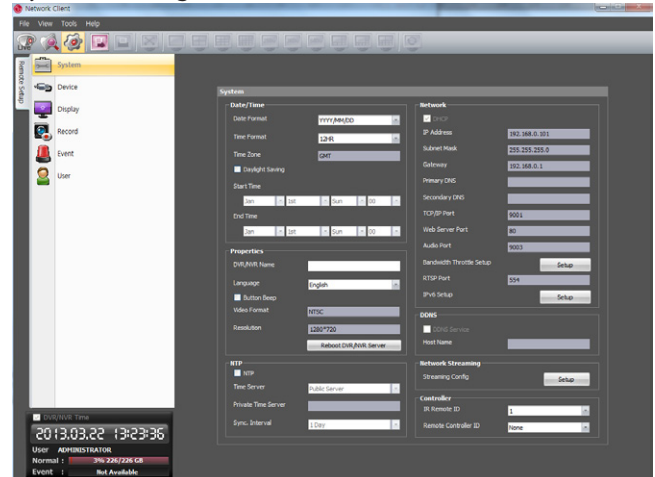 Network Client
File View Tools Help
Live
Remote Setup
System
Device
Display
Record
Event
User
System
Date/Time
Date Format YYYY/MM/DD
Time Format 12HR
Time Zone GMT
Daylight Saving
Start Time
Jan 1st Sun 00
End Time
Jan 1st Sun 00
Properties
DVR/NVR Name
Language English
Button Beep
Video Format NTSC
Resolution 1280*720
Reboot DVR/NVR Server
NTP
NTP
Time Server Public Server
Private Time Server
Sync. Interval 1 Day
Network
DHCP
IP Address 192.168.0.101
Subnet Mask 255.255.255.0
Gateway 192.168.0.1
Primary DNS
Secondary DNS
TCP/IP Port 9001
Web Server Port 80
Audio Port 9003
Bandwidth Throttle Setup Setup
RTSP Port 554
IPv6 Setup Setup
DDNS
DDNS Service
Host Name
Network Streaming
Streaming Config Setup
Controller
IR Remote ID 1
Remote Controller ID None
DVR/NVR Time
2013.03.22 13:23:36
User ADMINISTRATOR
Normal : 3% 226/226 GB
Event : Not Available